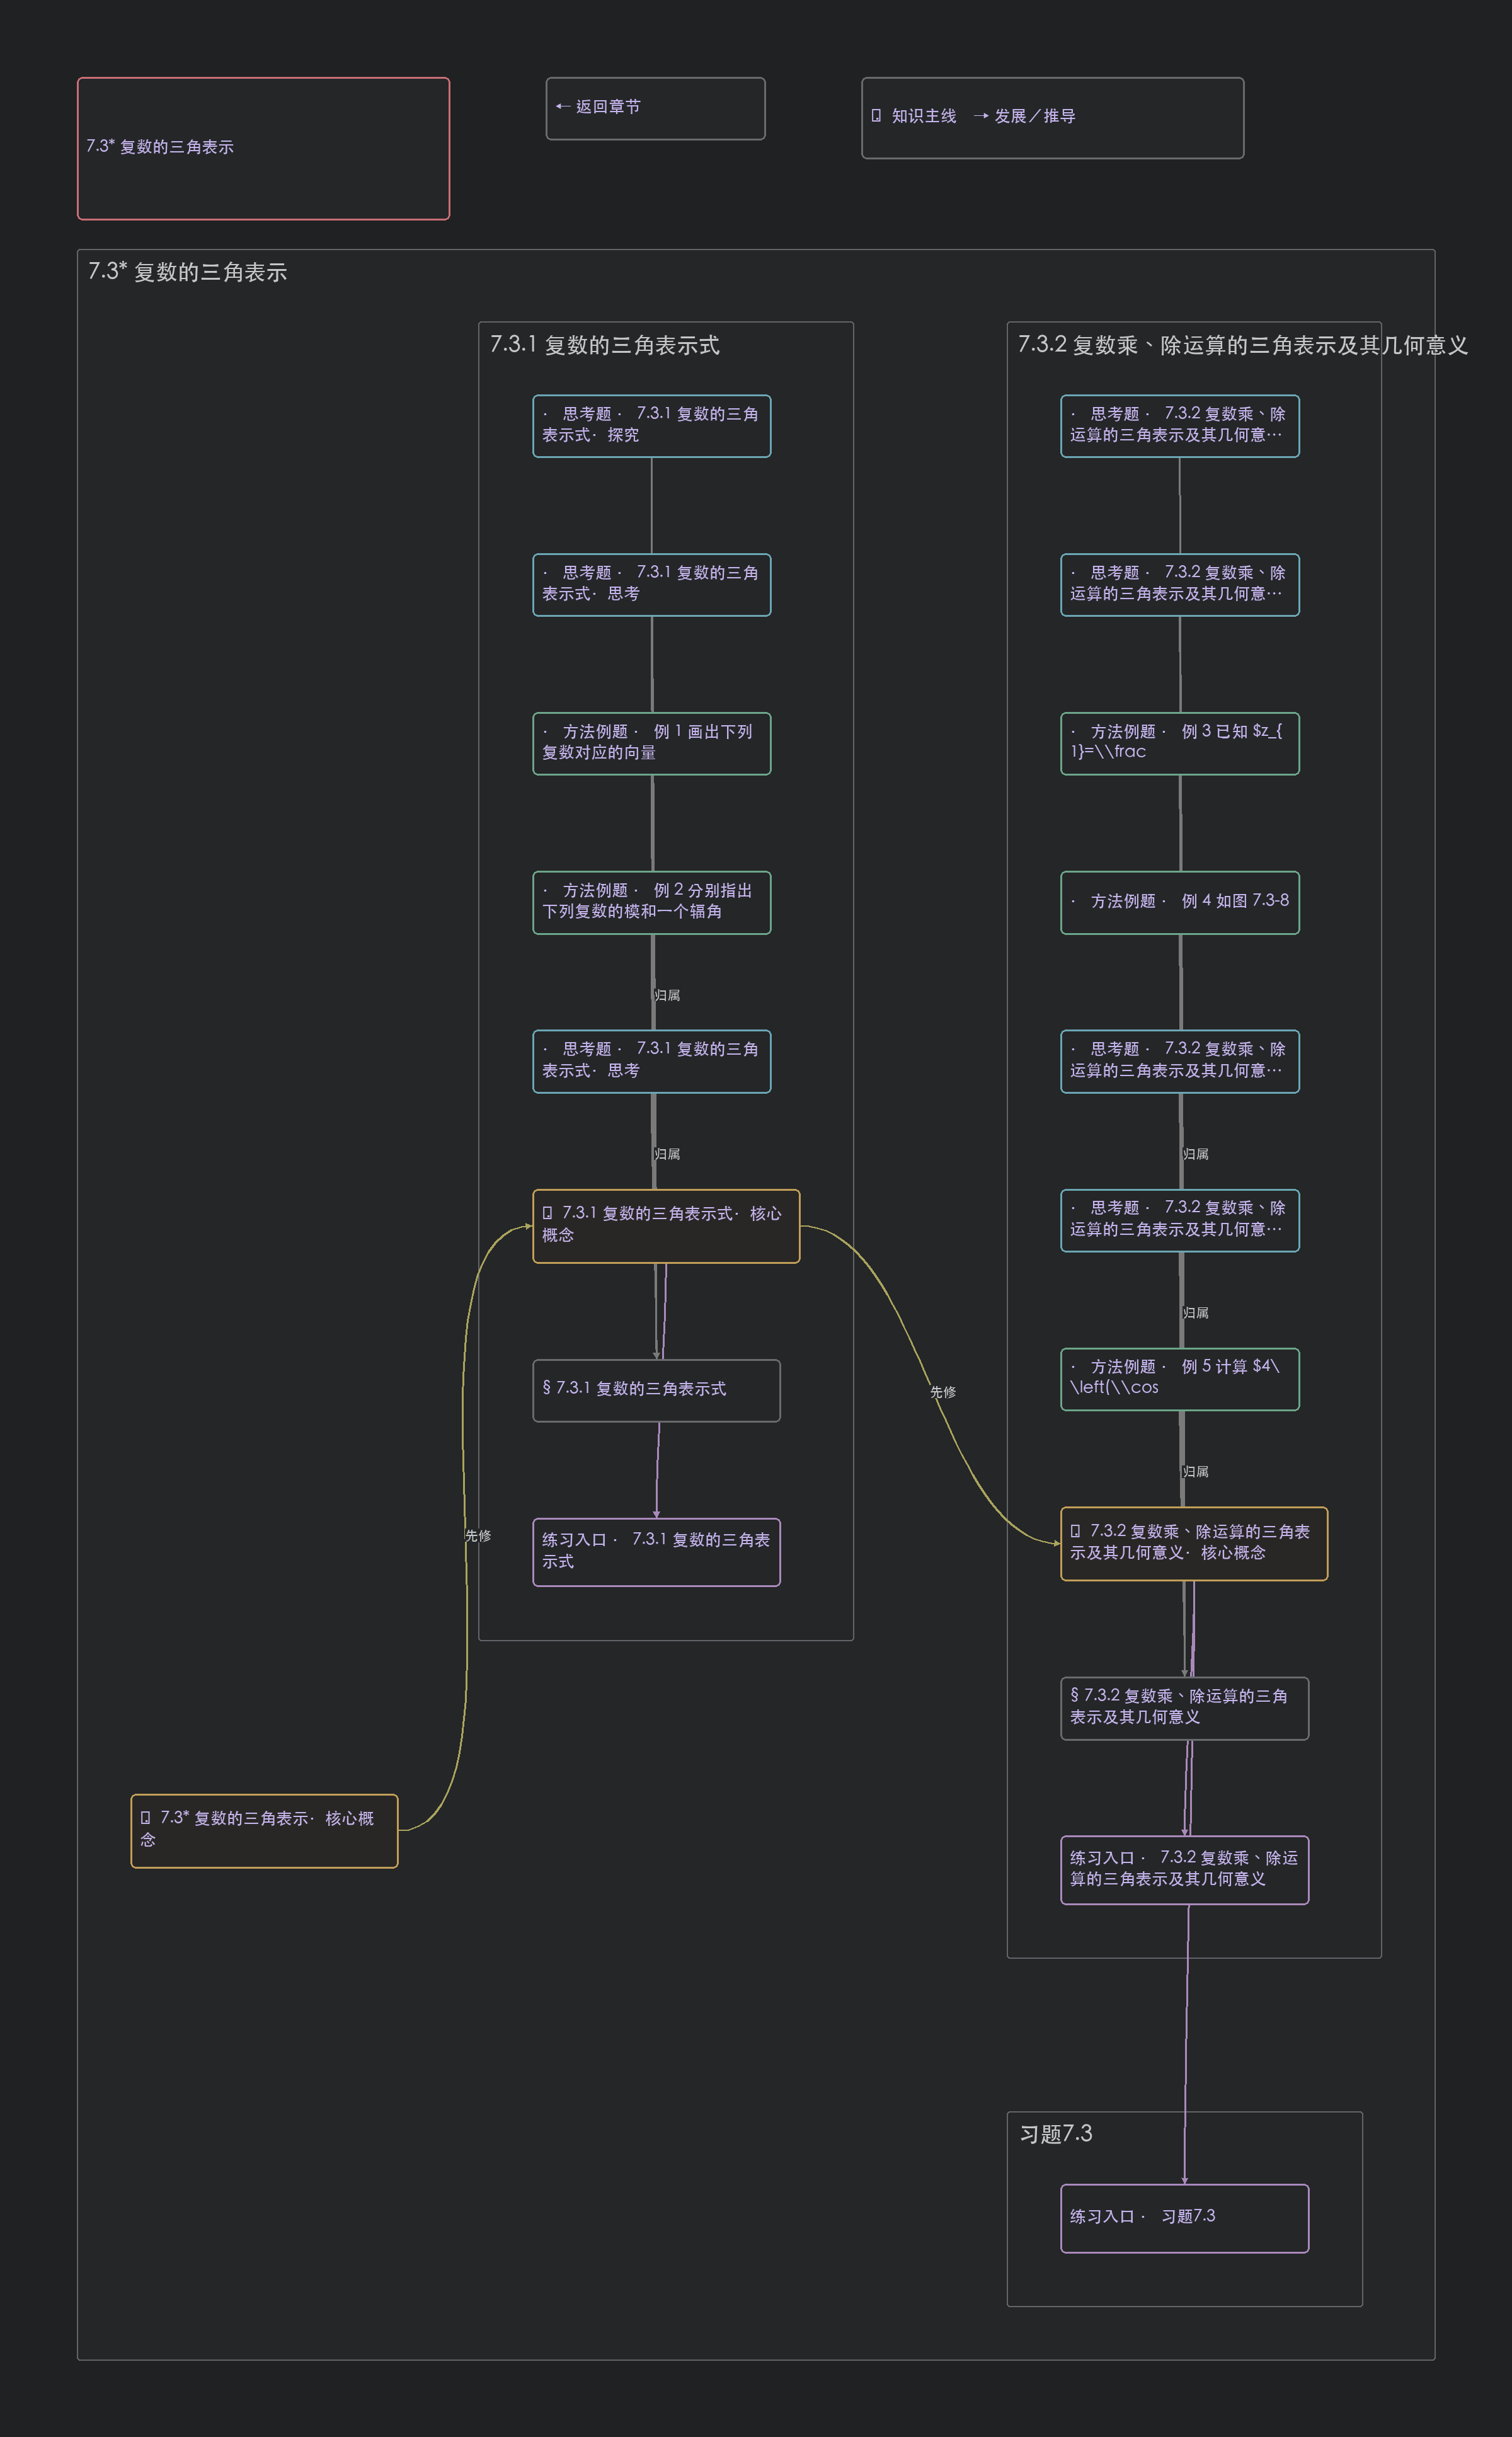 7.3* 复数的三角表示
← 返回章节
知识主线 → 发展／推导
7.3* 复数的三角表示
7.3.1 复数的三角表示式
· 思考题 · 7.3.1 复数的三角
表示式· 探究
· 思考题 · 7.3.1 复数的三角
表示式· 思考
· 方法例题 · 例 1 画出下列
复数对应的向量
· 方法例题 · 例 2 分别指出
下列复数的模和一个辐角
归属
· 思考题 · 7.3.1 复数的三角
表示式· 思考
归属
7.3.1 复数的三角表示式· 核心
概念
§ 7.3.1 复数的三角表示式
练习入口 · 7.3.1 复数的三角表
示式
先修
7.3* 复数的三角表示· 核心概
念
先修
7.3.2 复数乘、除运算的三角表示及其几何意义
· 思考题 · 7.3.2 复数乘、除
运算的三角表示及其几何意…
· 思考题 · 7.3.2 复数乘、除
运算的三角表示及其几何意…
· 方法例题 · 例 3 已知 $z_{
1}=\\frac
· 方法例题 · 例 4 如图 7.3-8
· 思考题 · 7.3.2 复数乘、除
运算的三角表示及其几何意…
归属
· 思考题 · 7.3.2 复数乘、除
运算的三角表示及其几何意…
归属
· 方法例题 · 例 5 计算 $4\
\left(\\cos
归属
7.3.2 复数乘、除运算的三角表
示及其几何意义· 核心概念
§ 7.3.2 复数乘、除运算的三角
表示及其几何意义
练习入口 · 7.3.2 复数乘、除运
算的三角表示及其几何意义
习题7.3
练习入口 · 习题7.3